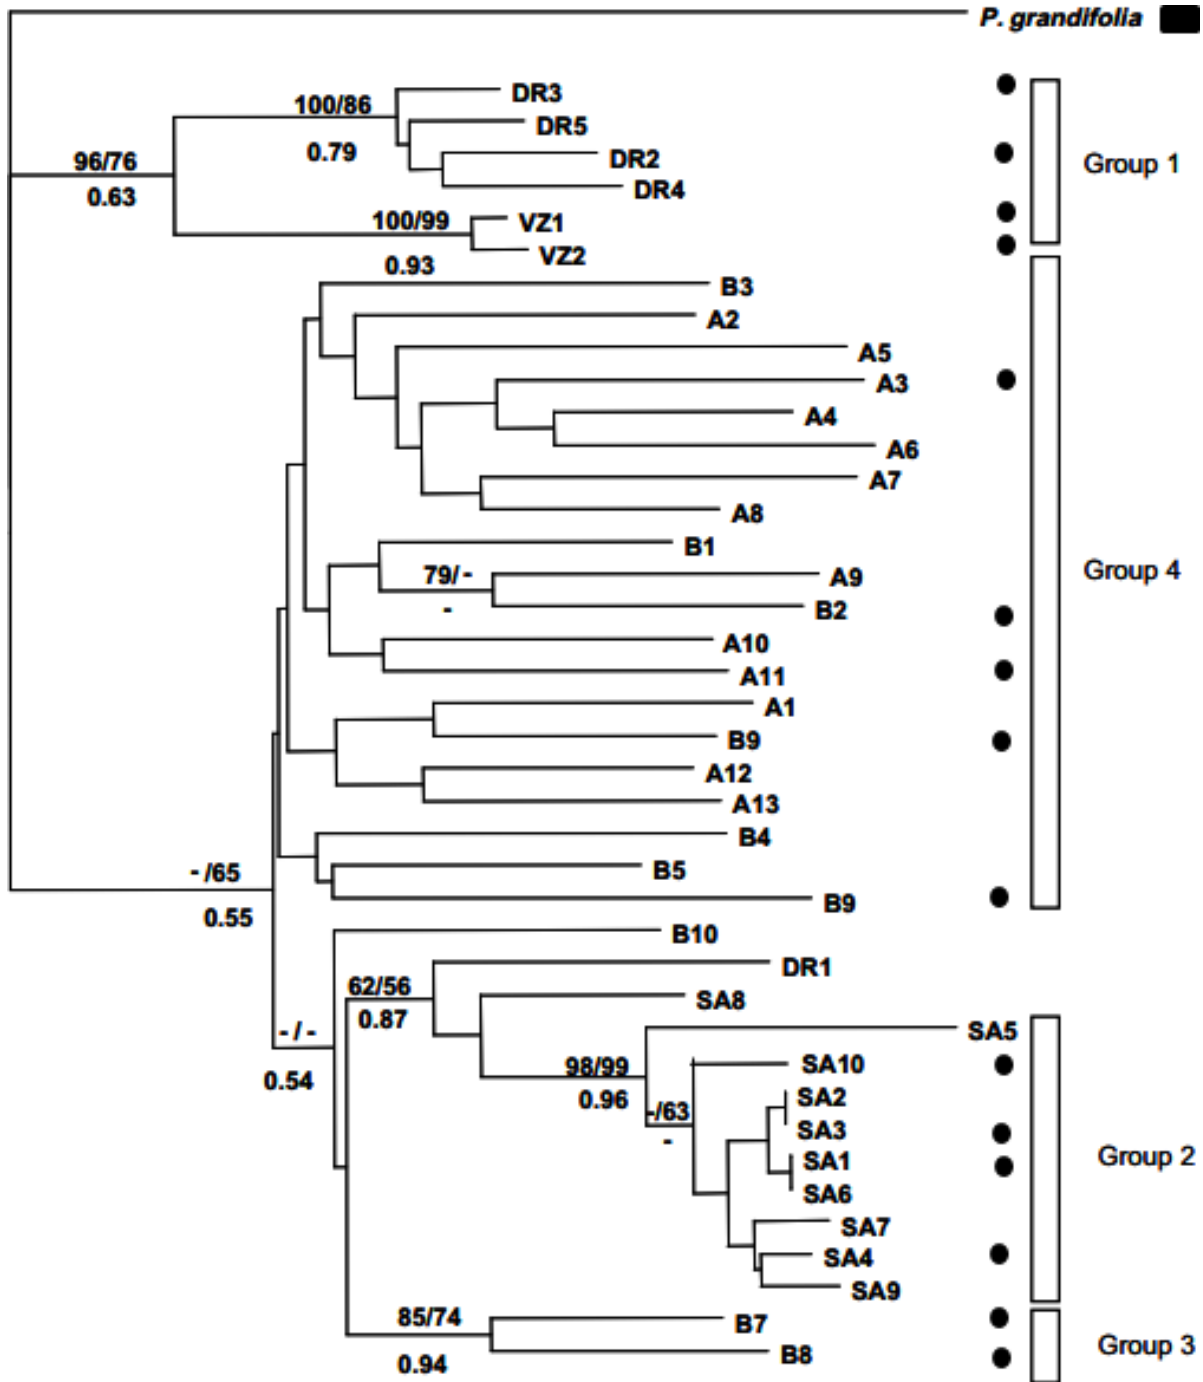 P. grandifolia
DR3
100/86
DR5
0.79
DR2
96/76
Group 1
DR4
0.63
100/99
VZ1
VZ2
0.93
B3
A2
A5
A3
A4
A6
A7
A8
B1
79/ -
A9
Group 4
-
B2
A10
A11
A1
B9
A12
A13
B4
- /65
B5
B9
0.55
B10
DR1
62/56
SA8
0.87
- / -
SA5
98/99
SA10
0.54
0.96
SA2
-/63
SA3
-
SA1
Group 2
SA6
SA7
SA4
SA9
85/74
B7
Group 3
B8
0.94